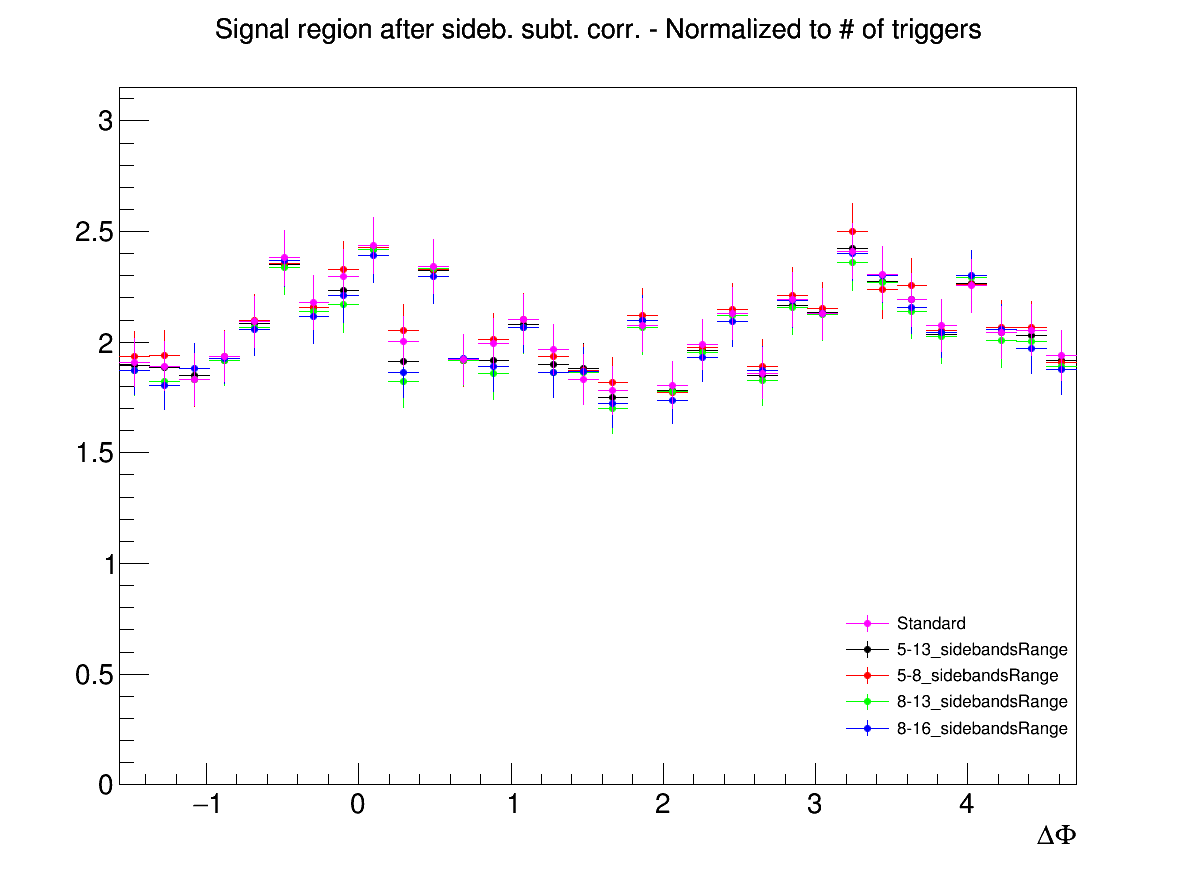 Signal region after sideb. subt. corr. - Normalized to # of triggers
3
2.5
2
1.5
1
0.5
0
−1 0 1 2 3 4
ΔΦ
Standard
5-13_sidebandsRange
5-8_sidebandsRange
8-13_sidebandsRange
8-16_sidebandsRange